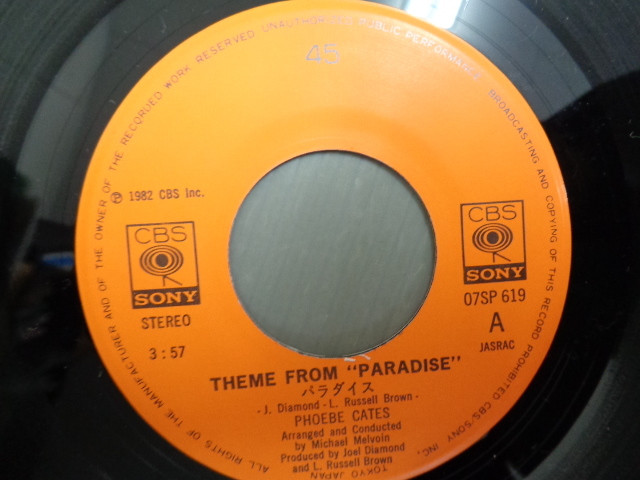 ALL RIGHTS OF THE MANUFACTURER AND OF THE OWNER OF THE RECORDED WORK RESERVED UNAUTHORIZED PUBLIC PERFORMANCE BROADCASTING AND COPYING OF THIS RECORD PROHIBITED CBS/SONY INC. TOKYO JAPAN
45
℗ 1982 CBS Inc.
CBS
SONY
STEREO
3:57
CBS
SONY
07SP 619
A
JASRAC
THEME FROM "PARADISE"
パラダイス
- J. Diamond - L. Russell Brown -
PHOEBE CATES
Arranged and Conducted
by Michael Melvoin
Produced by Joel Diamond
and L. Russell Brown